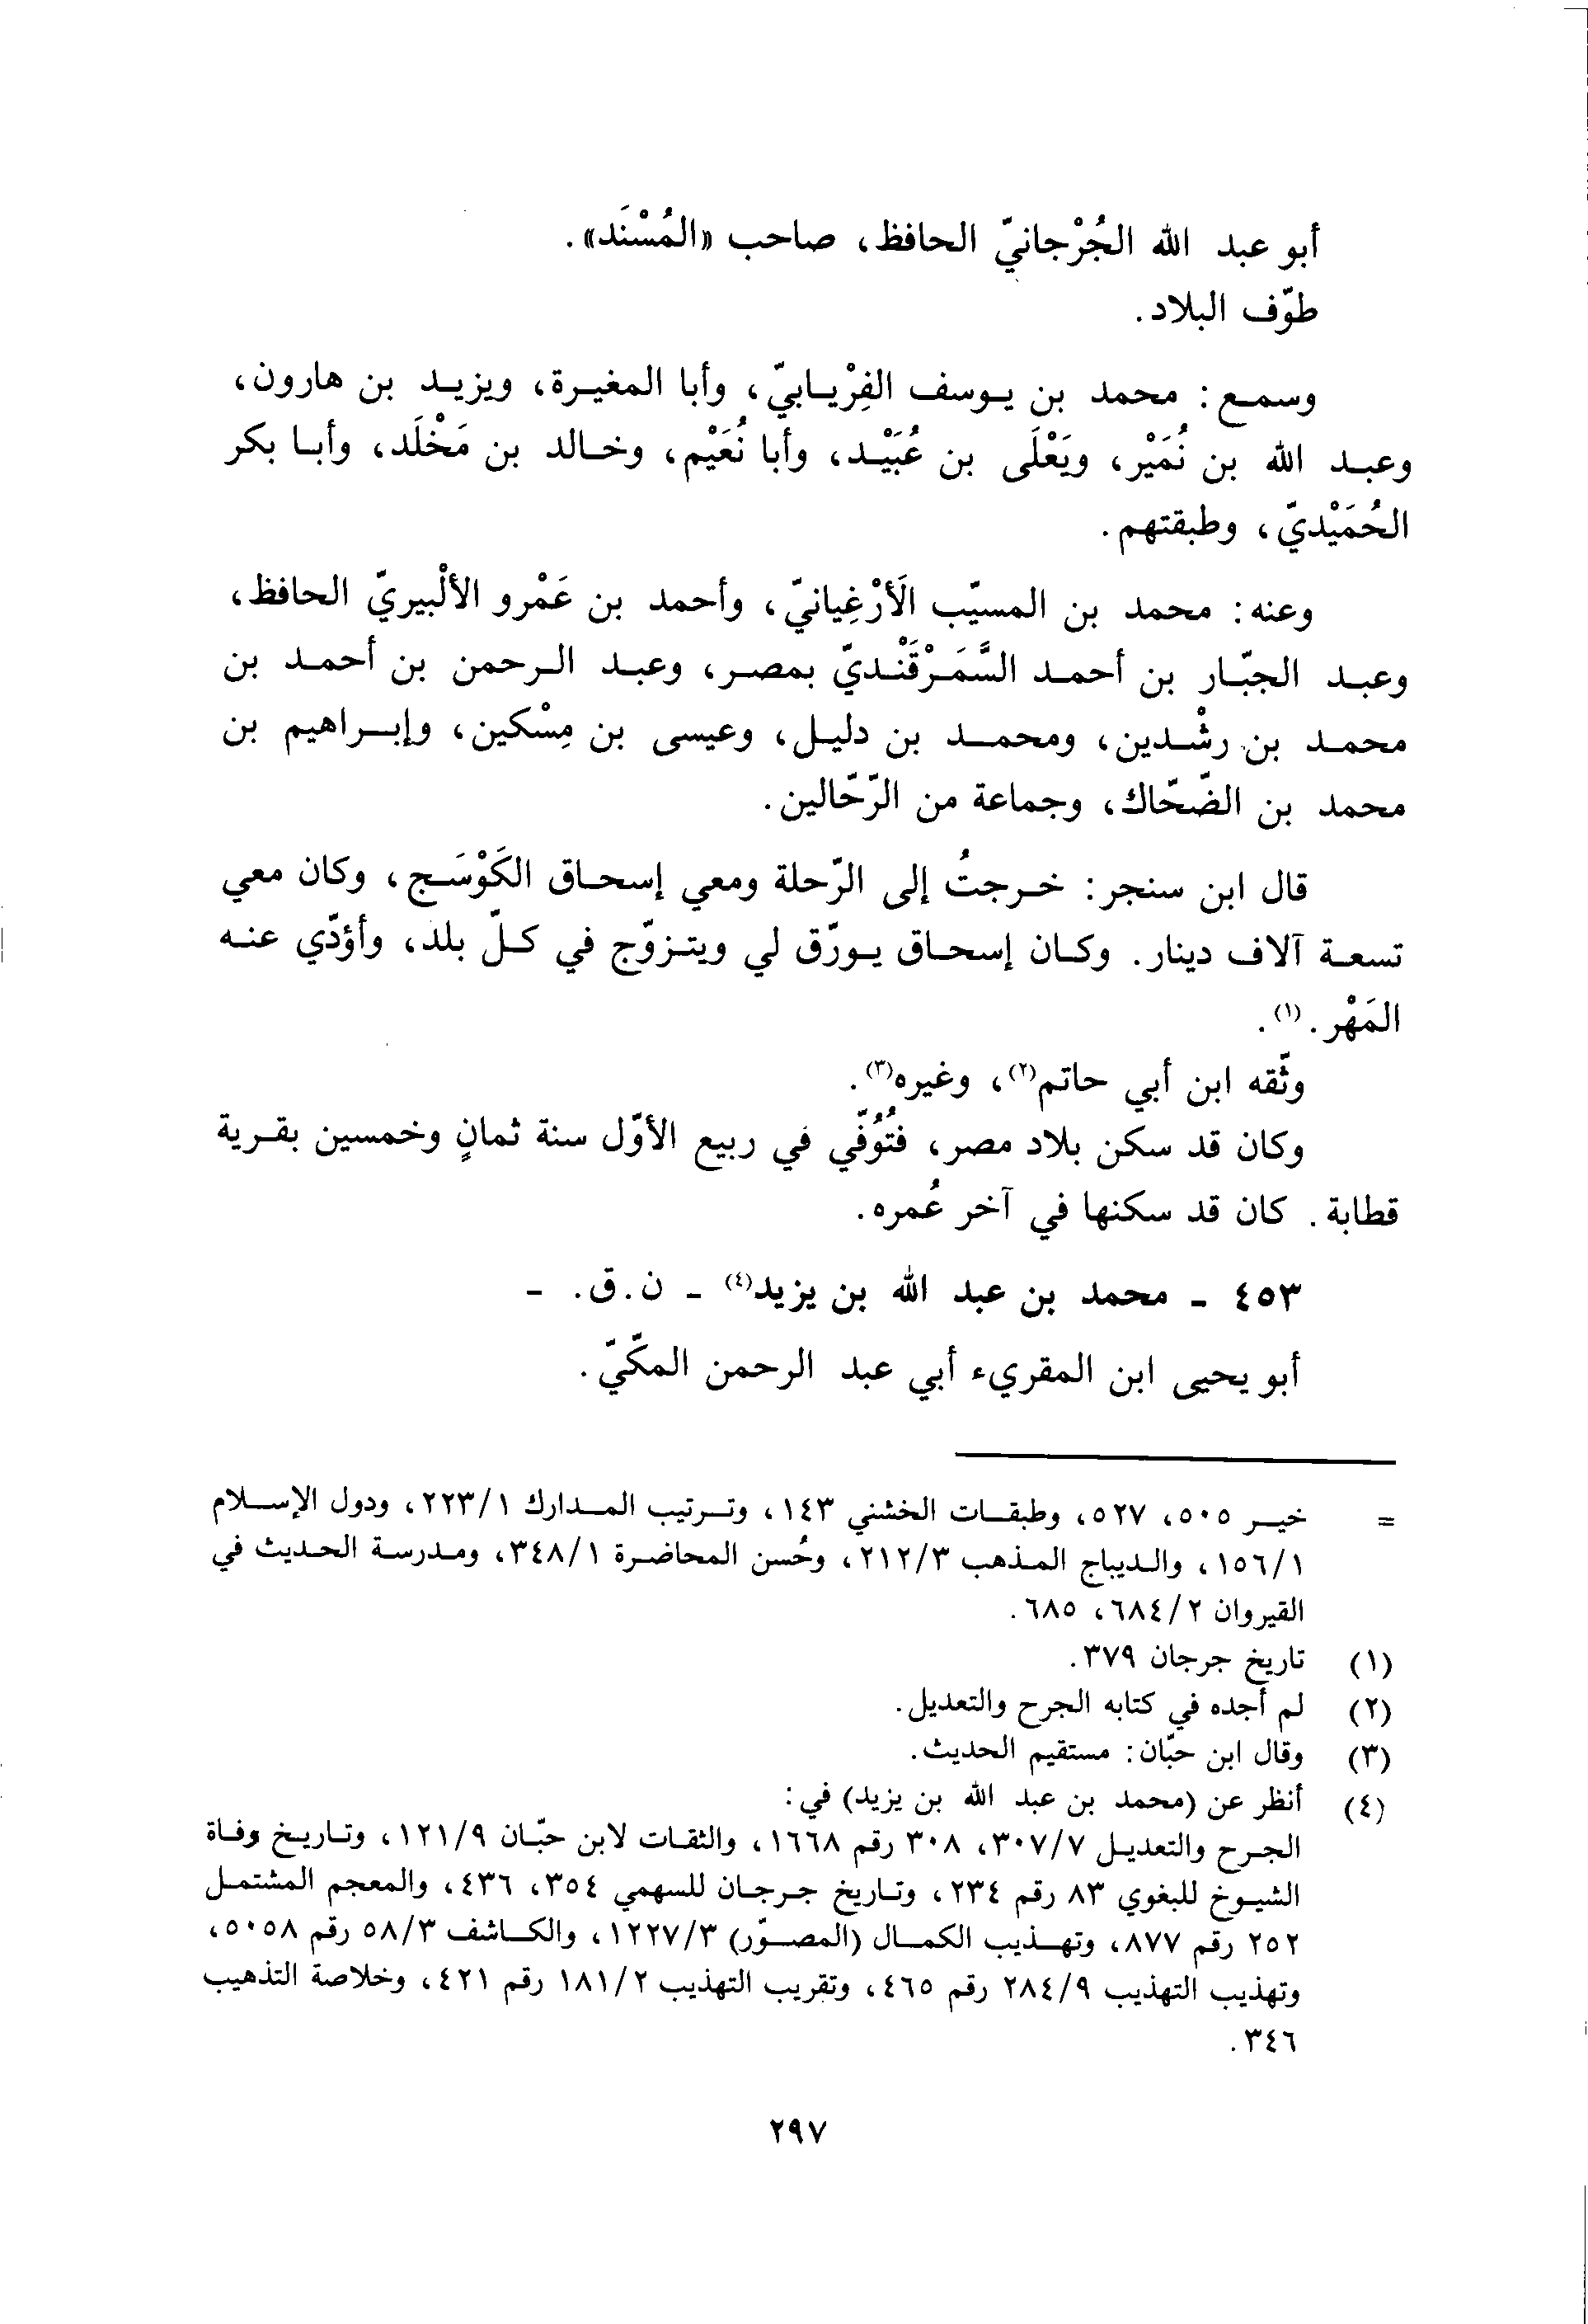 أبو عبد الله الجُرْجانيّ الحافظ، صاحب «المُسْنَد».
طوّف البلاد.
وسمع: محمد بن يوسف الفِرْيابيّ، وأبا المغيرة، ويزيد بن هارون،
وعبد الله بن نُمَيْر، ويَعْلَى بن عُبَيْد، وأبا نُعَيْم، وخالد بن مَخْلَد، وأبا بكر
الحُمَيْديّ، وطبقتهم.
وعنه: محمد بن المسيّب الَأرْغِيانيّ، وأحمد بن عَمْرو الألْبيريّ الحافظ،
وعبد الجبّار بن أحمد السَّمَرْقَنْديّ بمصر، وعبد الرحمن بن أحمد بن
محمد بن رشْدين، ومحمد بن دليل، وعيسى بن مِسْكين، وإبراهيم بن
محمد بن الضّحّاك، وجماعة من الرّحّالين.
قال ابن سنجر: خرجتُ إلى الرّحلة ومعي إسحاق الكَوْسَج، وكان معي
تسعة آلاف دينار. وكان إسحاق يورّق لي ويتزوّج في كلّ بلد، وأؤدّي عنه
المَهْر.(١).
وثّقه ابن أبي حاتم(٢)، وغيره(٣).
وكان قد سكن بلاد مصر، فتُوُفّي في ربيع الأوّل سنة ثمانٍ وخمسين بقرية
قطابة. كان قد سكنها في آخر عُمره.
٤٥٣ ـ محمد بن عبد الله بن يزيد(٤) ـ ن.ق. ـ
أبو يحيى ابن المقريء أبي عبد الرحمن المكّيّ.
= خير ٥٠٥، ٥٢٧، وطبقات الخشني ١٤٣، وترتيب المدارك ٢٢٣/١، ودول الإسلام
١٥٦/١، والديباج المذهب ٢١٢/٣، وحُسن المحاضرة ٣٤٨/١، ومدرسة الحديث في
القيروان ٦٨٤/٢، ٦٨٥.
(١) تاريخ جرجان ٣٧٩.
(٢) لم أجده في كتابه الجرح والتعديل.
(٣) وقال ابن حبّان: مستقيم الحديث.
(٤) أنظر عن (محمد بن عبد الله بن يزيد) في:
الجرح والتعديل ٣٠٧/٧، ٣٠٨ رقم ١٦٦٨، والثقات لابن حبّان ١٢١/٩، وتاريخ وفاة
الشيوخ للبغوي ٨٣ رقم ٢٣٤، وتاريخ جرجان للسهمي ٣٥٤، ٤٣٦، والمعجم المشتمل
٢٥٢ رقم ٨٧٧، وتهذيب الكمال (المصوّر) ١٢٢٧/٣، والكاشف ٥٨/٣ رقم ٥٠٥٨،
وتهذيب التهذيب ٢٨٤/٩ رقم ٤٦٥، وتقريب التهذيب ١٨١/٢ رقم ٤٢١، وخلاصة التذهيب
٣٤٦.
٢٩٧